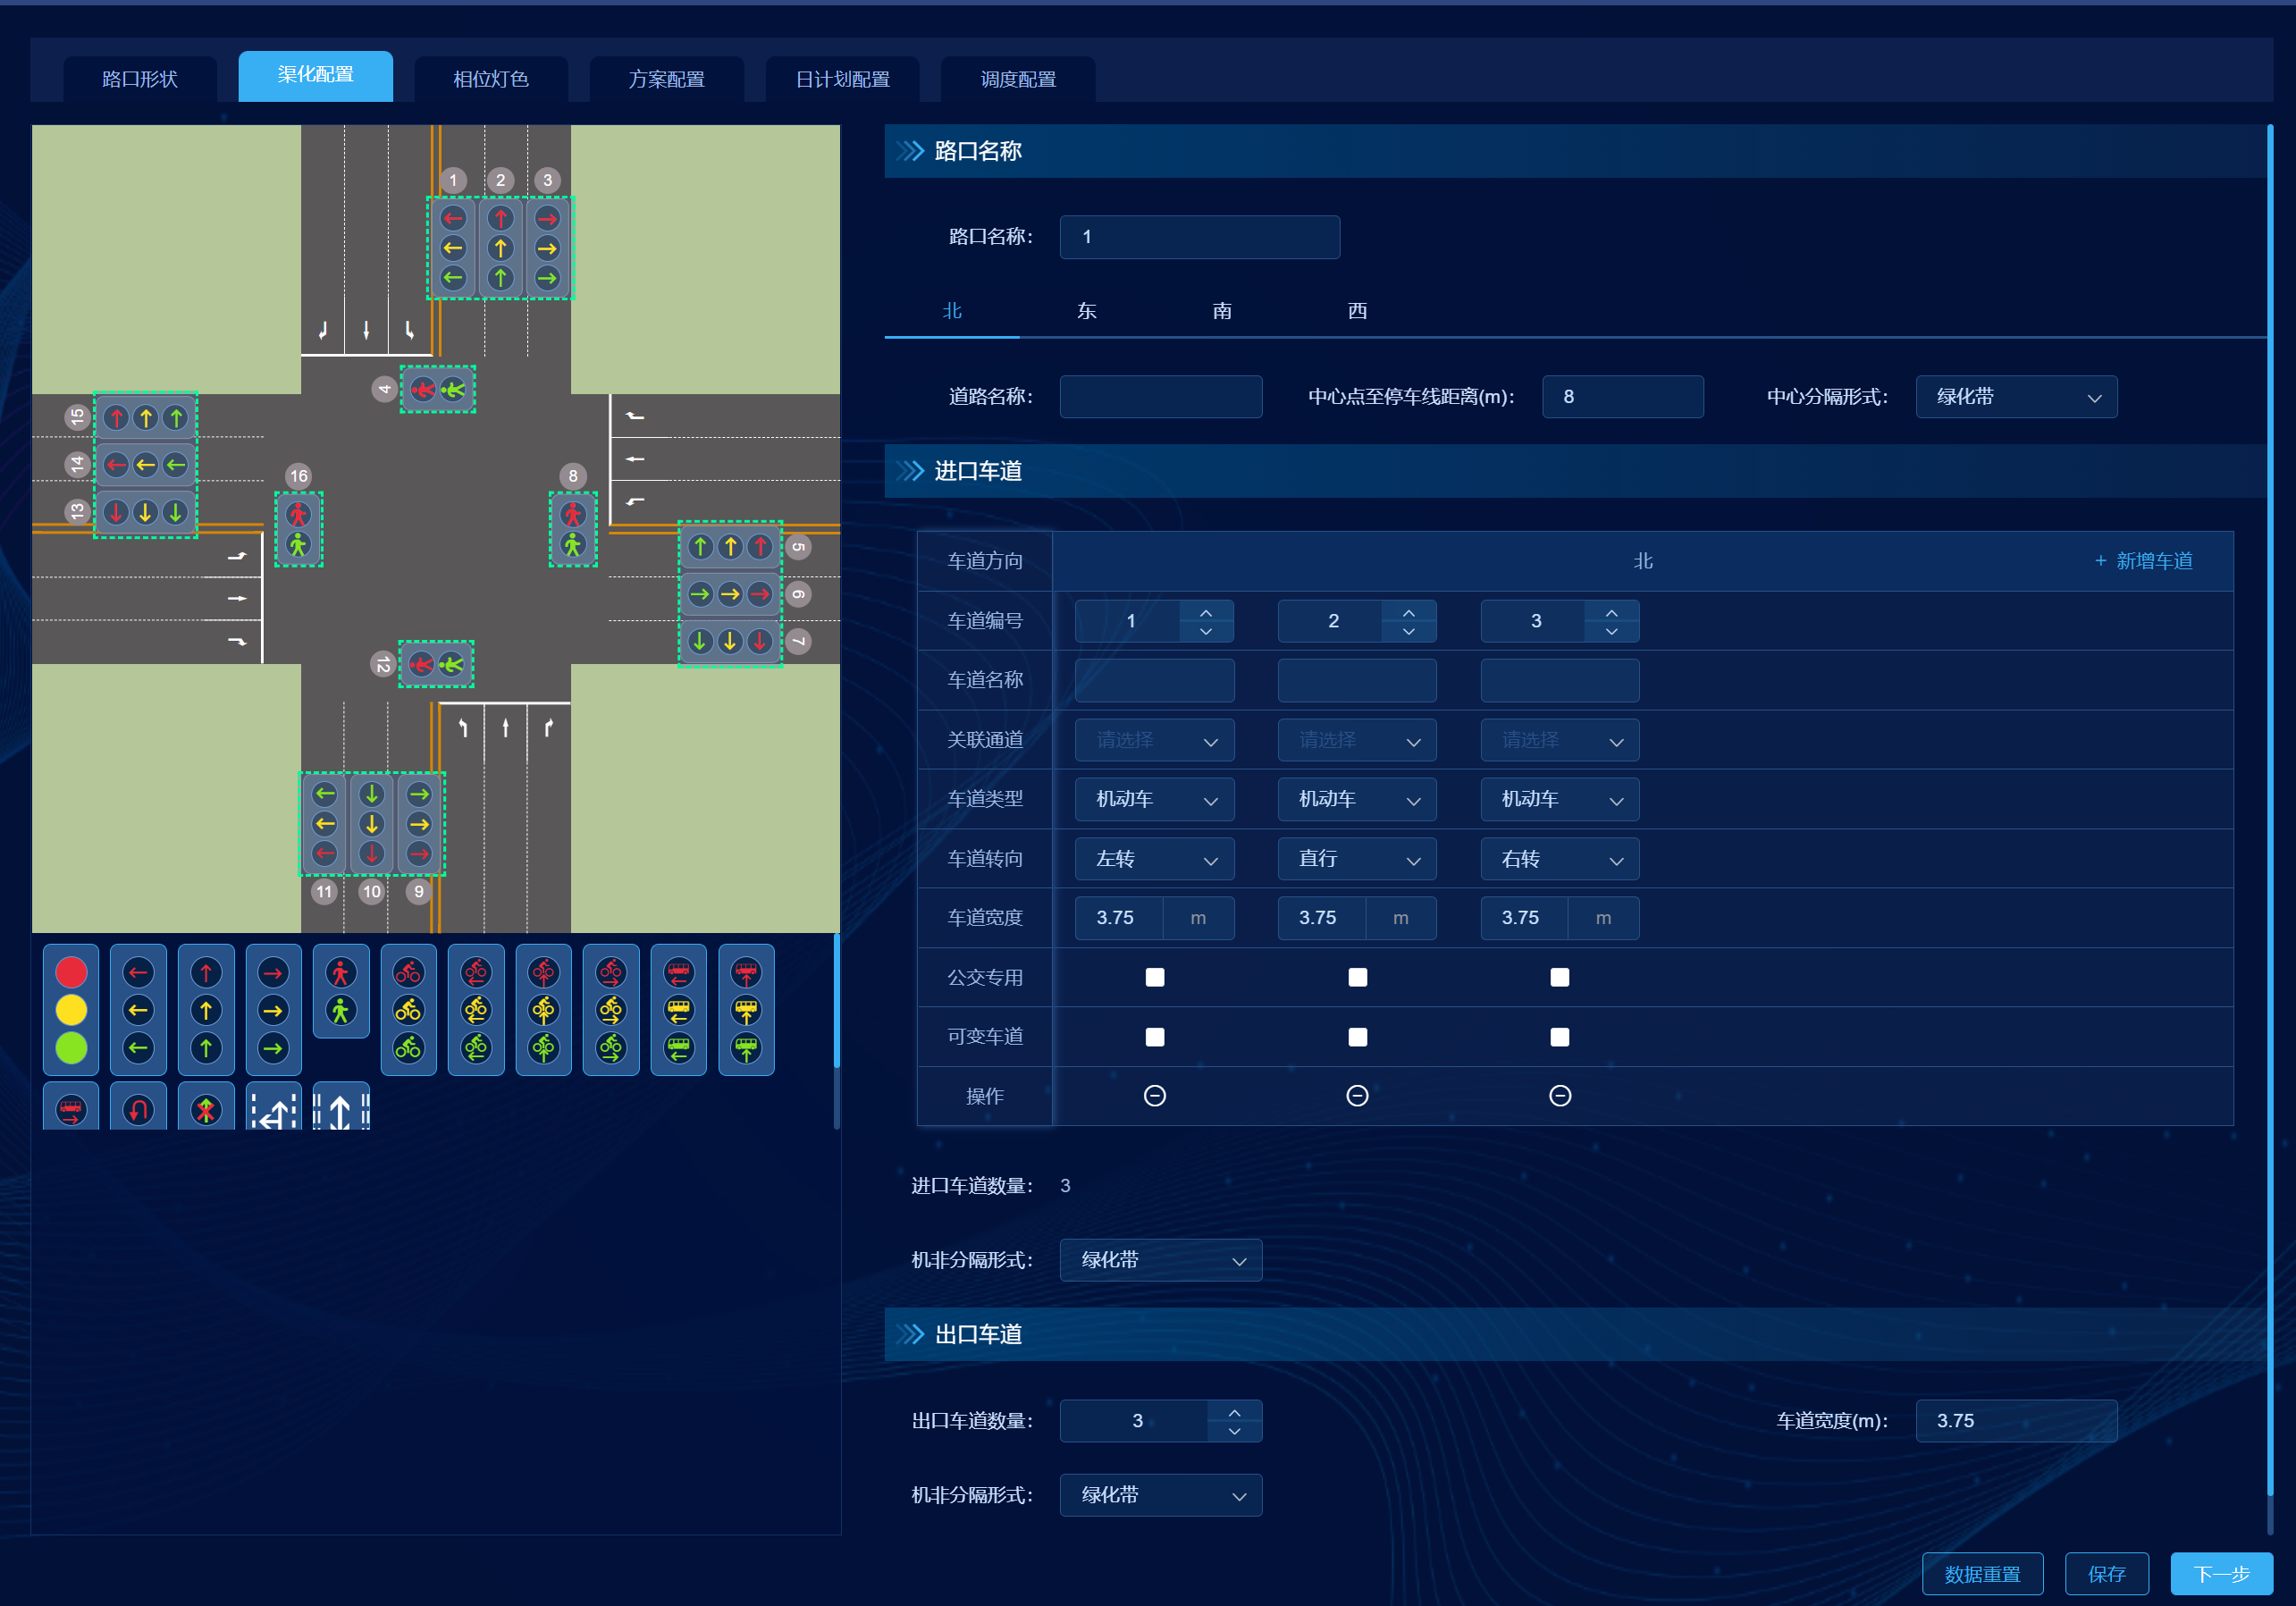 路口形状 渠化配置 相位灯色 方案配置 日计划配置 调度配置
1 2 3
4
15
14
13
16
8
5
6
7
12
11 10 9
路口名称
路口名称: 1
北 东 南 西
道路名称: 中心点至停车线距离(m): 8 中心分隔形式: 绿化带
进口车道
车道方向 北 + 新增车道
车道编号 1 2 3
车道名称
关联通道 请选择 请选择 请选择
车道类型 机动车 机动车 机动车
车道转向 左转 直行 右转
车道宽度 3.75 m 3.75 m 3.75 m
公交专用
可变车道
操作
进口车道数量: 3
机非分隔形式: 绿化带
出口车道
出口车道数量: 3 车道宽度(m): 3.75
机非分隔形式: 绿化带
数据重置 保存 下一步